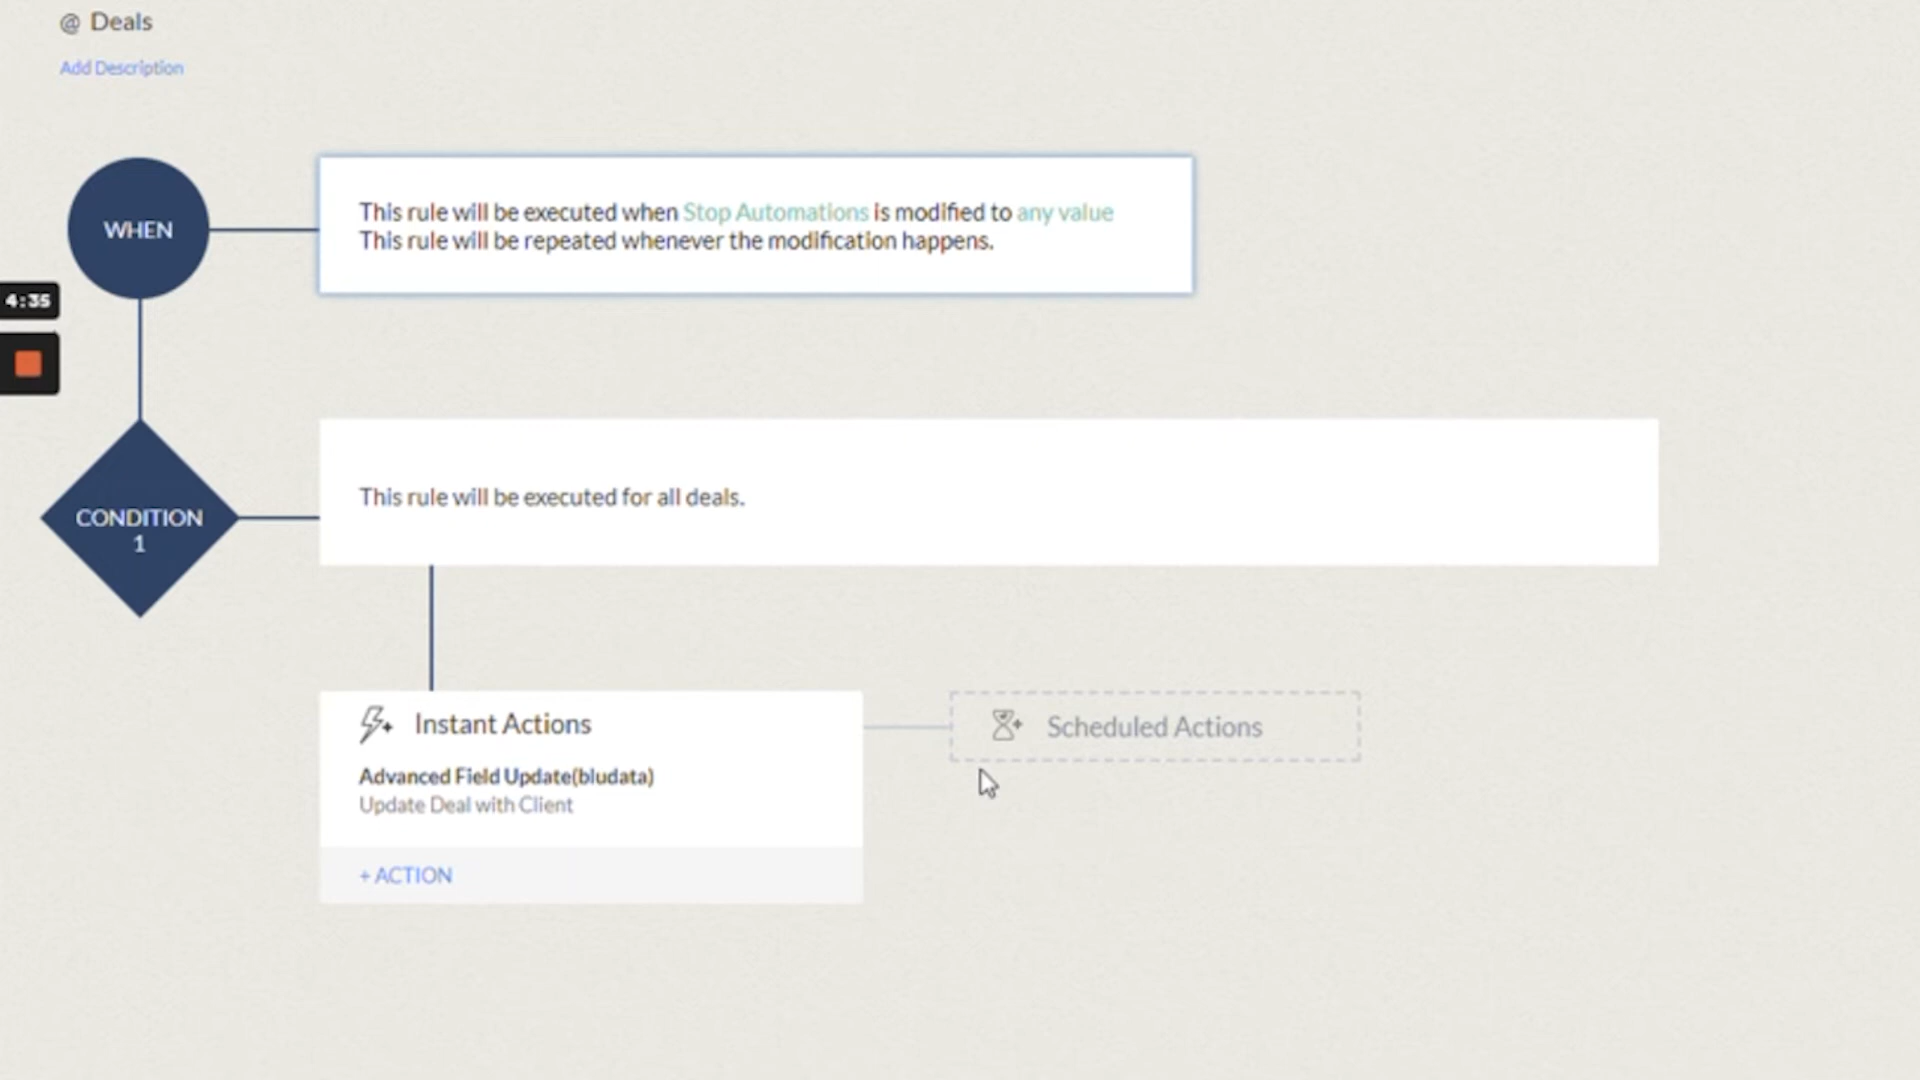 @ Deals
Add Description
WHEN
This rule will be executed when Stop Automations is modified to any value
This rule will be repeated whenever the modification happens.
4:35
CONDITION
1
This rule will be executed for all deals.
Instant Actions
Scheduled Actions
Advanced Field Update(bludata)
Update Deal with Client
+ ACTION